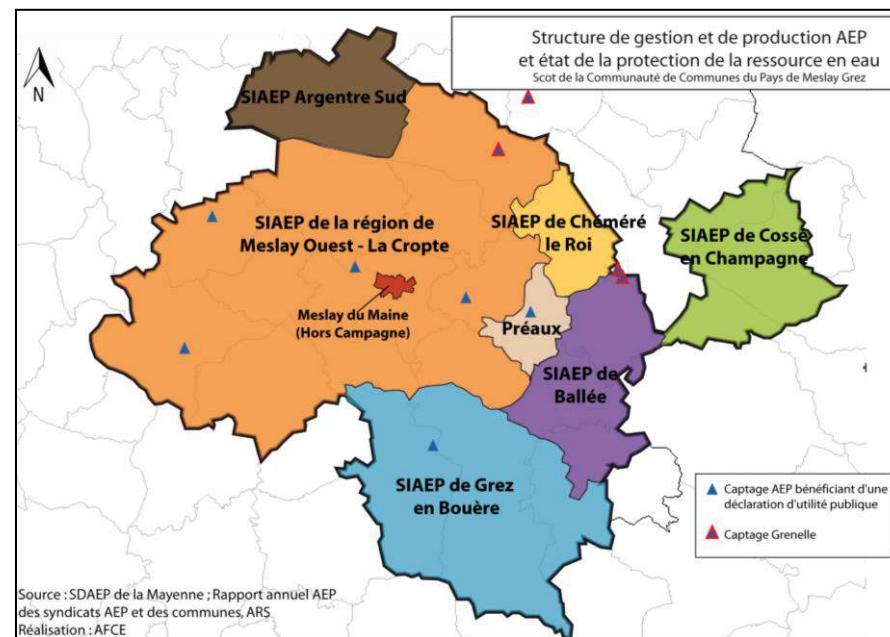 Structure de gestion et de production AEP
et état de la protection de la ressource en eau
Scot de la Communauté de Communes du Pays de Meslay Grez
N
SIAEP Argentre Sud
SIAEP de la région de
Meslay Ouest - La Cropte
SIAEP de Chéméré
le Roi
SIAEP de Cossé
en Champagne
Meslay du Maine
(Hors Campagne)
Préaux
SIAEP de
Ballée
SIAEP de Grez
en Bouère
Captage AEP bénéficiant d'une
déclaration d'utilité publique
Captage Grenelle
Source : SDAEP de la Mayenne ; Rapport annuel AEP
des syndicats AEP et des communes, ARS
Réalisation : AFCE